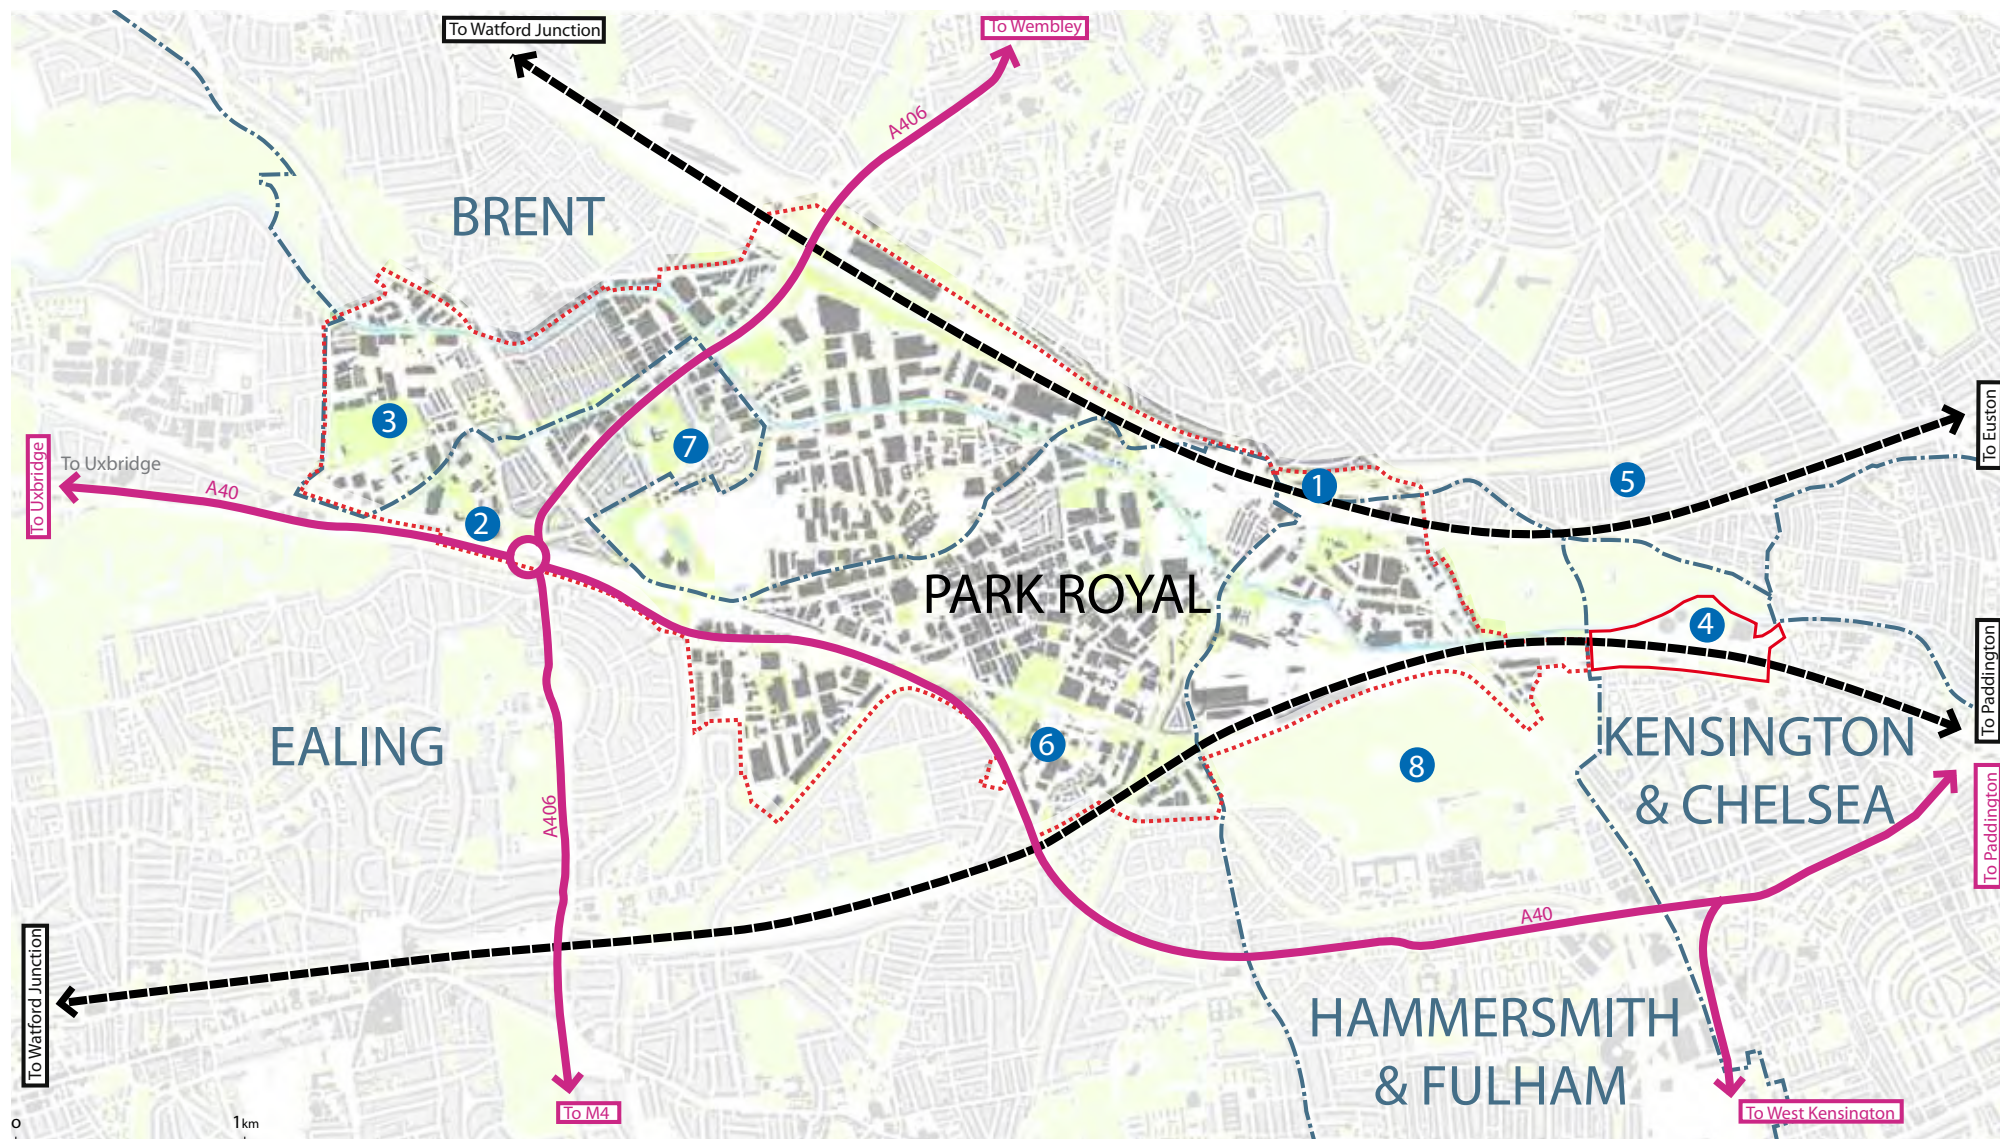 To Watford Junction
To Wembley
A406
BRENT
3
7
To Uxbridge
To Uxbridge
A40
2
1
5
To Euston
PARK ROYAL
4
To Paddington
EALING
6
8
KENSINGTON
& CHELSEA
A406
To Paddington
A40
To Watford Junction
HAMMERSMITH
& FULHAM
To M4
To West Kensington
0
1km